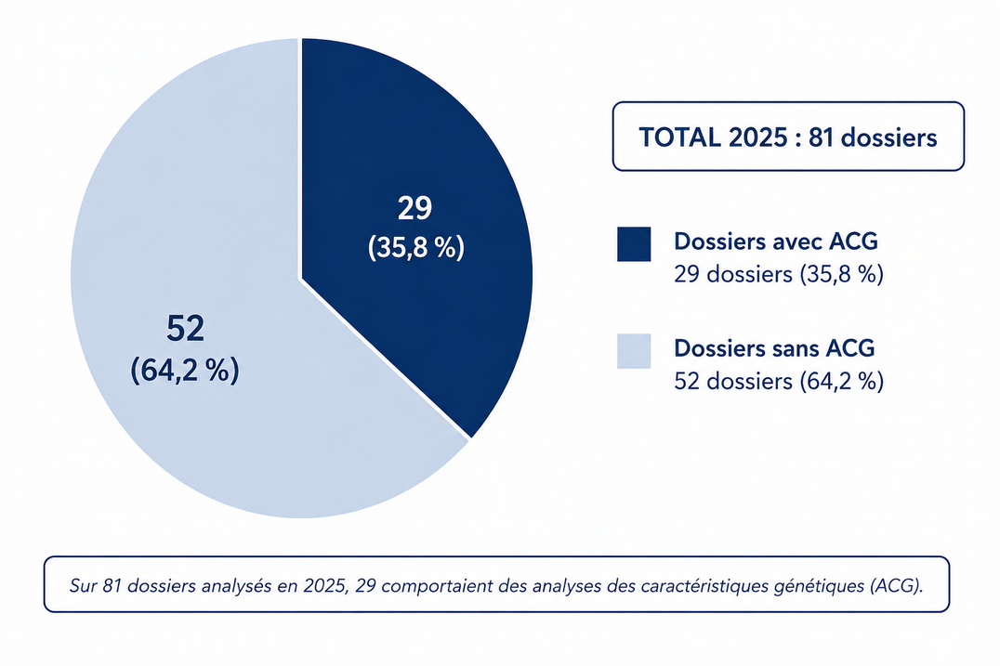 29
(35,8 %)
52
(64,2 %)
TOTAL 2025 : 81 dossiers
Dossiers avec ACG
29 dossiers (35,8 %)
Dossiers sans ACG
52 dossiers (64,2 %)
Sur 81 dossiers analysés en 2025, 29 comportaient des analyses des caractéristiques génétiques (ACG).